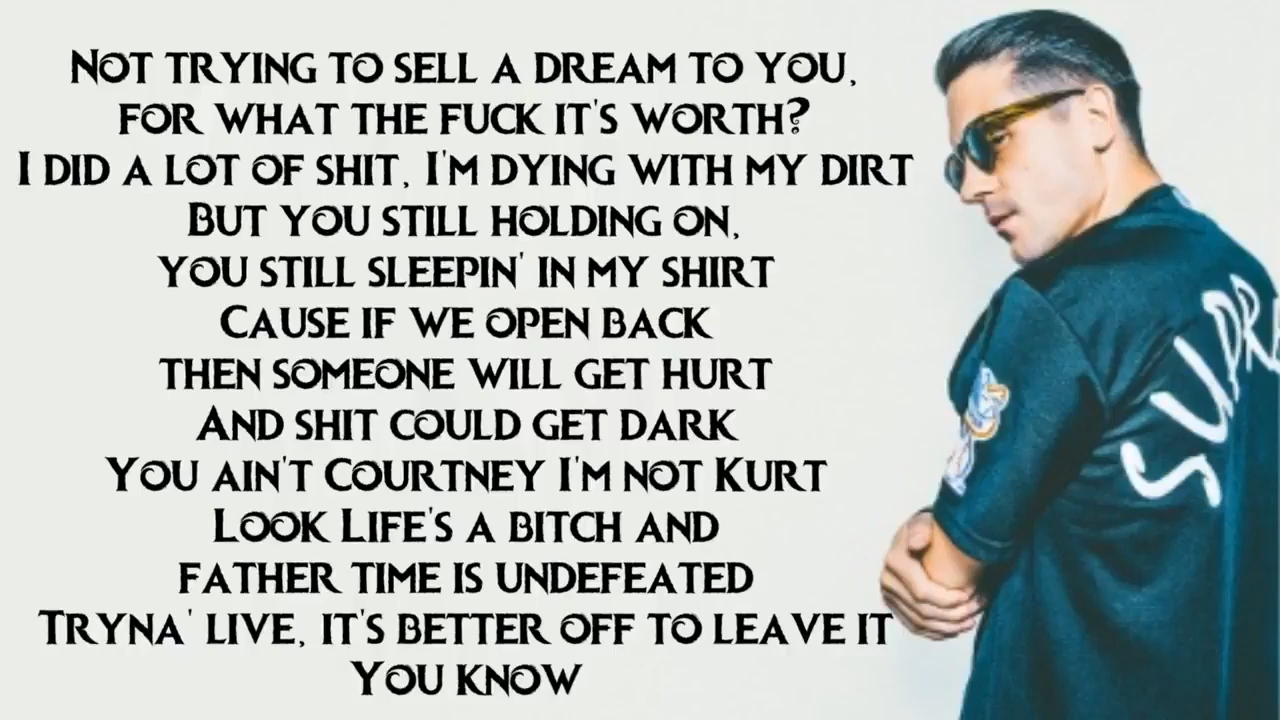 Not trying to sell a dream to you,
for what the fuck it's worth?
I did a lot of shit, I'm dying with my dirt
But you still holding on,
you still sleepin' in my shirt
Cause if we open back
then someone will get hurt
And shit could get dark
You ain't Courtney I'm not Kurt
Look Life's a bitch and
father time is undefeated
Tryna' live, it's better off to leave it
You know